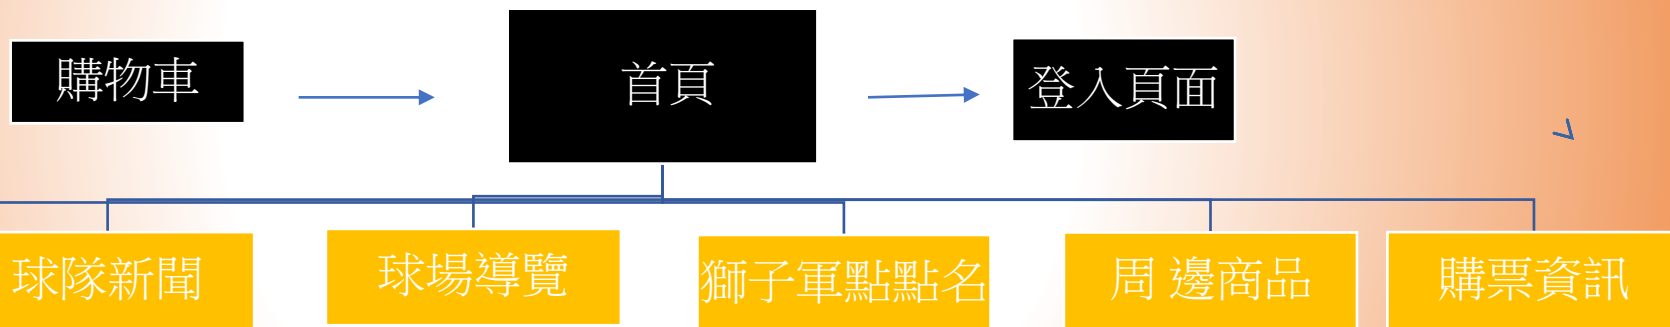 購物車
首頁
登入頁面
球隊新聞
球場導覽
獅子軍點點名
周 邊商品
購票資訊